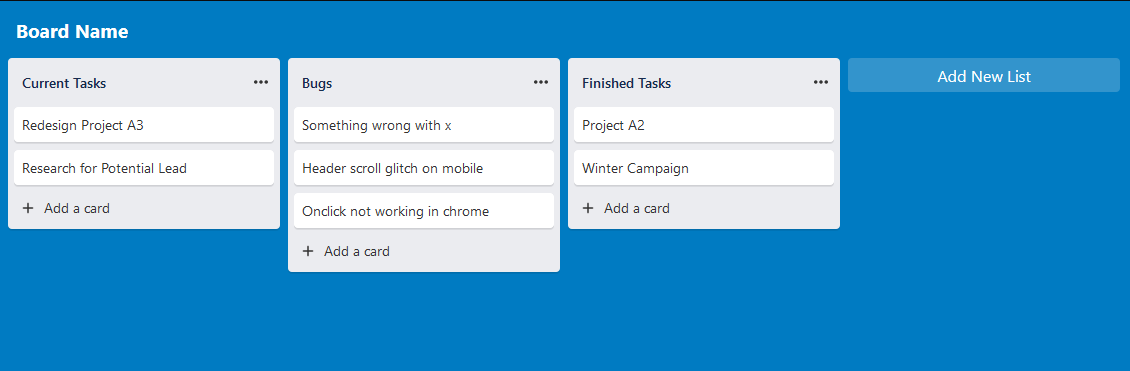 Board Name
Current Tasks
Redesign Project A3
Research for Potential Lead
Add a card
Bugs
Something wrong with x
Header scroll glitch on mobile
Onclick not working in chrome
Add a card
Finished Tasks
Project A2
Winter Campaign
Add a card
Add New List